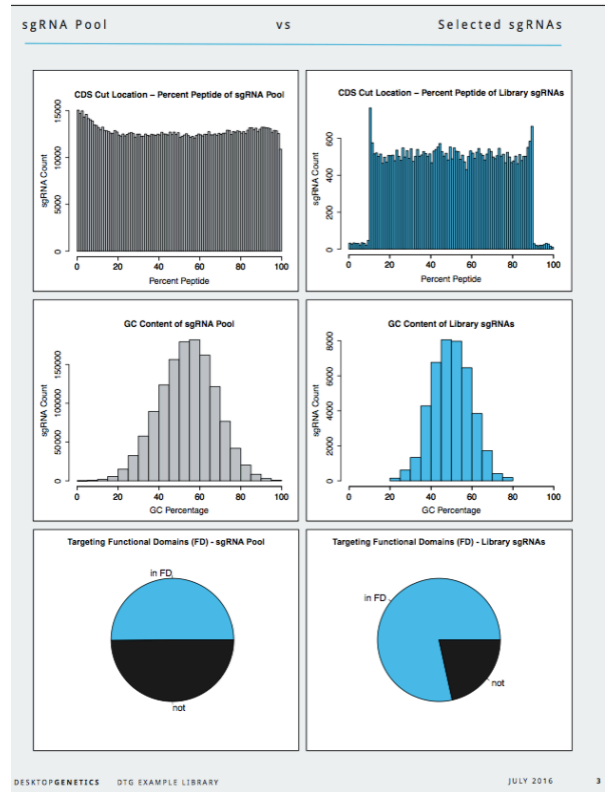 sgRNA Pool vs Selected sgRNAs
CDS Cut Location – Percent Peptide of sgRNA Pool
sgRNA Count
0 5000 10000 15000
0 20 40 60 80 100
Percent Peptide
CDS Cut Location – Percent Peptide of Library sgRNAs
sgRNA Count
0 200 400 600
0 20 40 60 80 100
Percent Peptide
GC Content of sgRNA Pool
sgRNA Count
0 50000 100000 150000
0 20 40 60 80 100
GC Percentage
GC Content of Library sgRNAs
sgRNA Count
0 2000 4000 6000 8000
0 20 40 60 80 100
GC Percentage
Targeting Functional Domains (FD) - sgRNA Pool
in FD
not
Targeting Functional Domains (FD) - Library sgRNAs
in FD
not
DESKTOPGENETICS DTG EXAMPLE LIBRARY JULY 2016 3